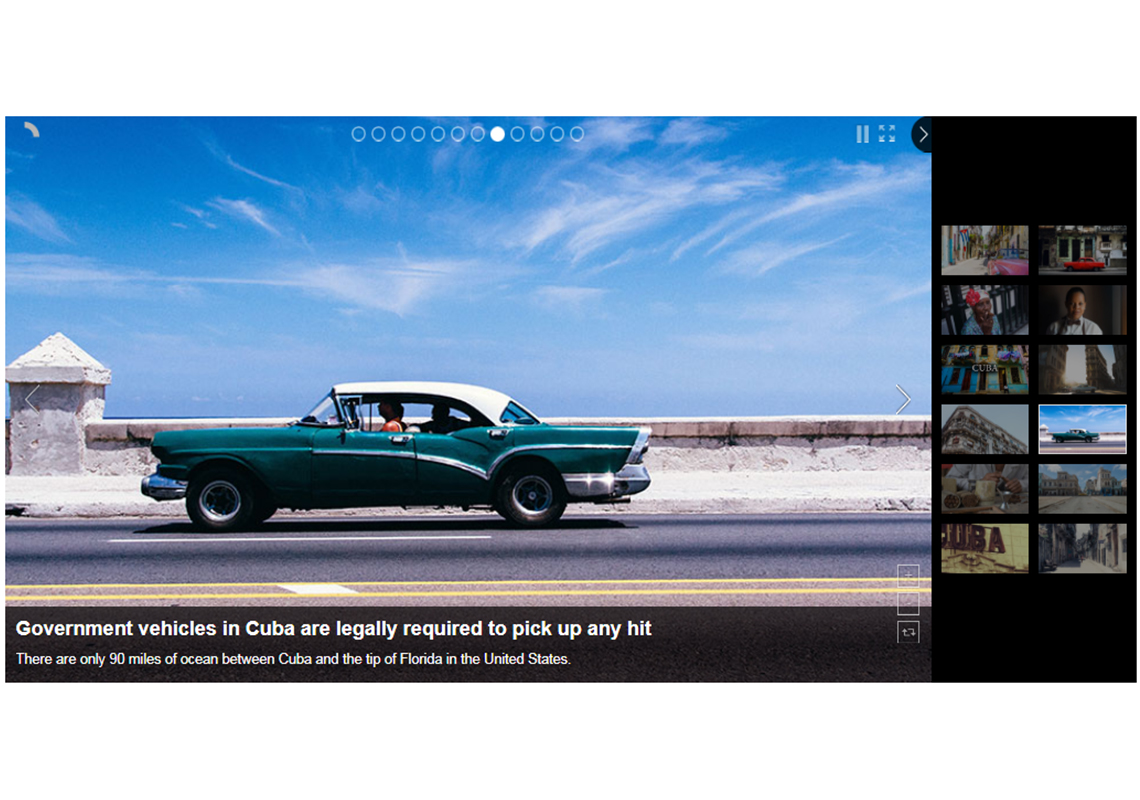 CUBA
Government vehicles in Cuba are legally required to pick up any hit
There are only 90 miles of ocean between Cuba and the tip of Florida in the United States.